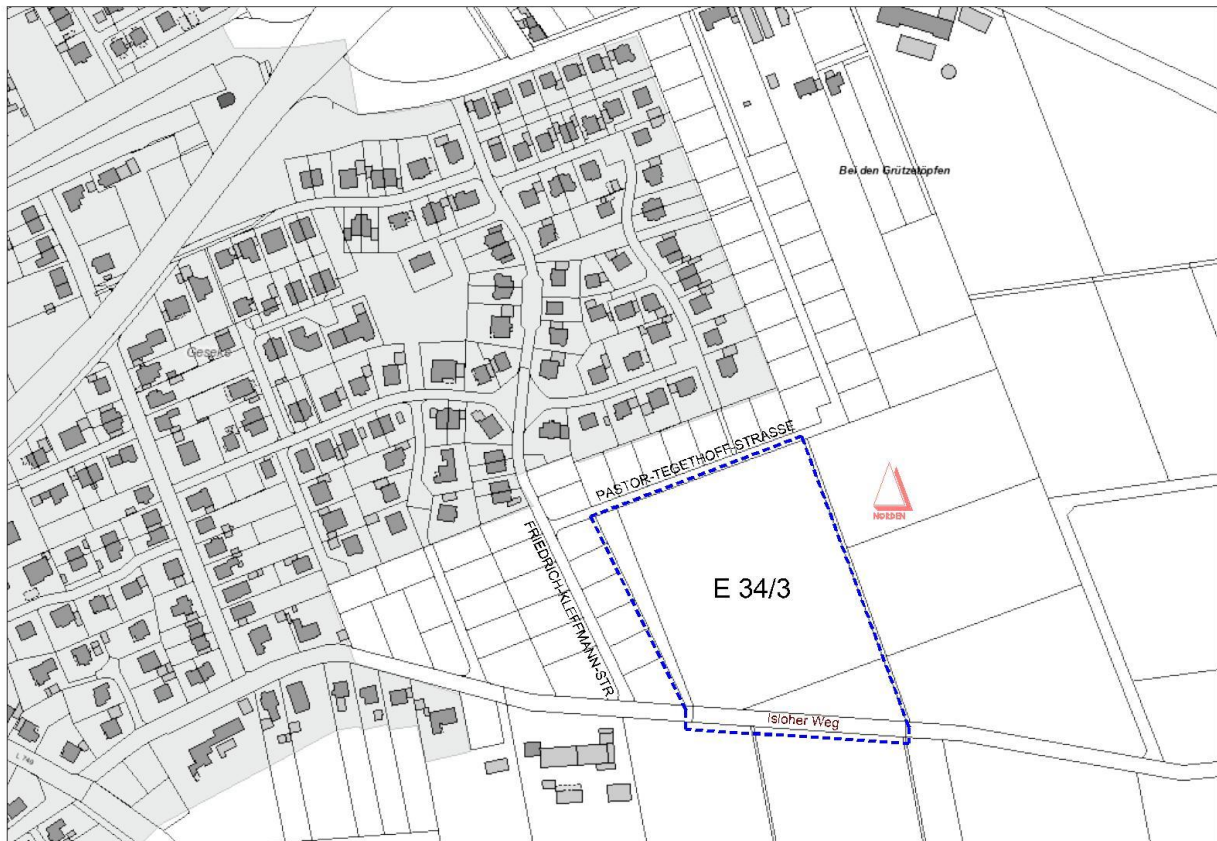 Bei den Grützetöpfen
Geseke
PASTOR-TEGETHOFF-STRASSE
NORDEN
FRIEDRICH-KLEFFMANN-STR
E 34/3
Isloher Weg
L 749